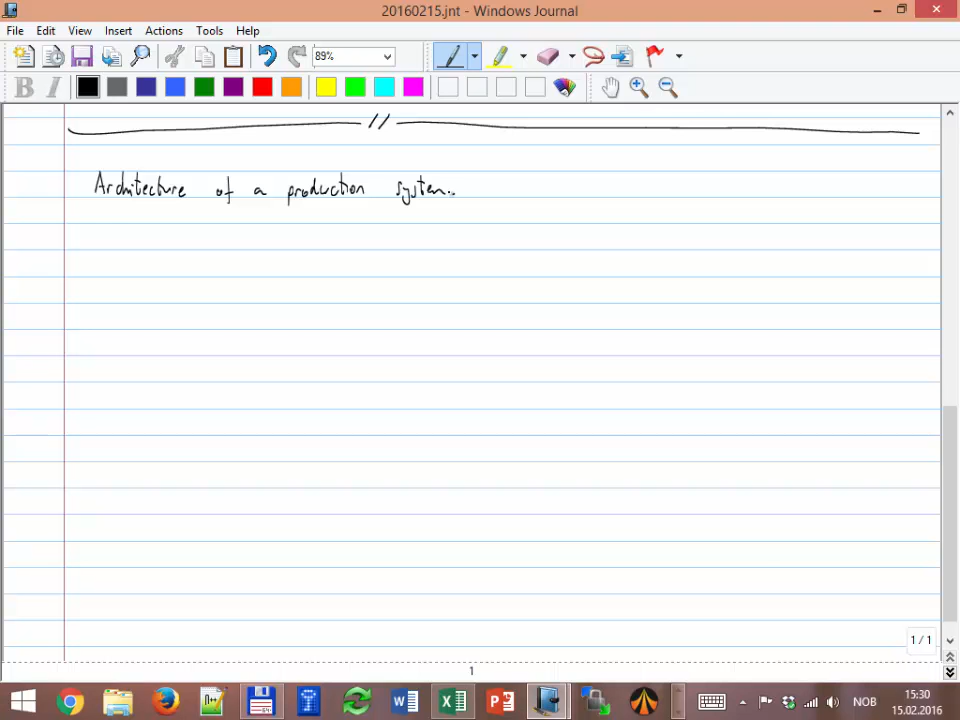 20160215.jnt - Windows Journal
File Edit View Insert Actions Tools Help
89%
B I
Architecture of a production system..
1 / 1
1
NOB
15:30
15.02.2016